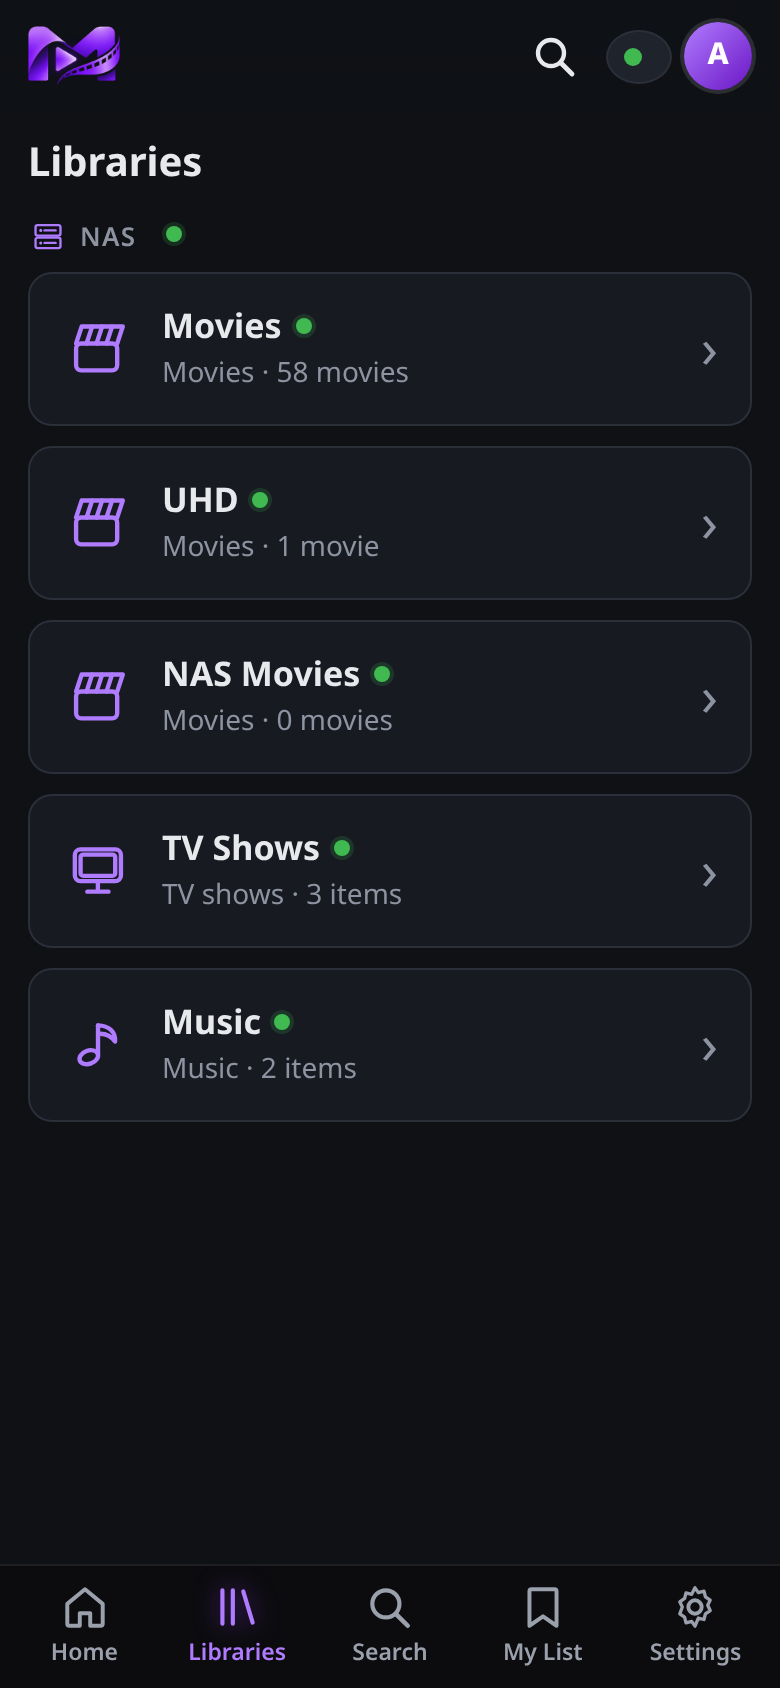 A
Libraries
NAS
Movies
Movies · 58 movies
UHD
Movies · 1 movie
NAS Movies
Movies · 0 movies
TV Shows
TV shows · 3 items
Music
Music · 2 items
Home
Libraries
Search
My List
Settings